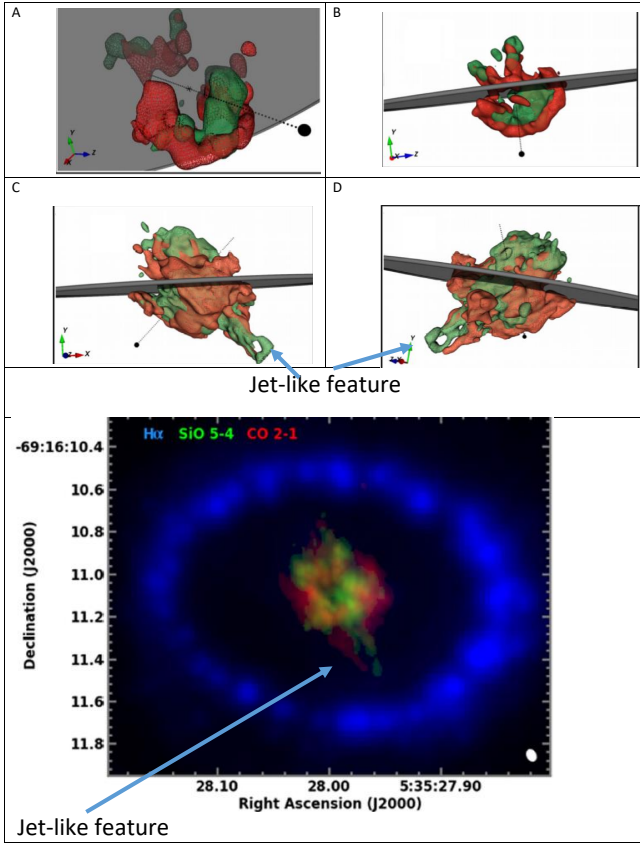 A
B
Y
Z
X
Y
X
C
D
Y
Z
X
Y
Z
Jet-like feature
Hα SiO 5-4 CO 2-1
-69:16:10.4
10.6
10.8
11.0
11.2
11.4
11.6
11.8
Declination (J2000)
28.10 28.00 5:35:27.90
Right Ascension (J2000)
Jet-like feature